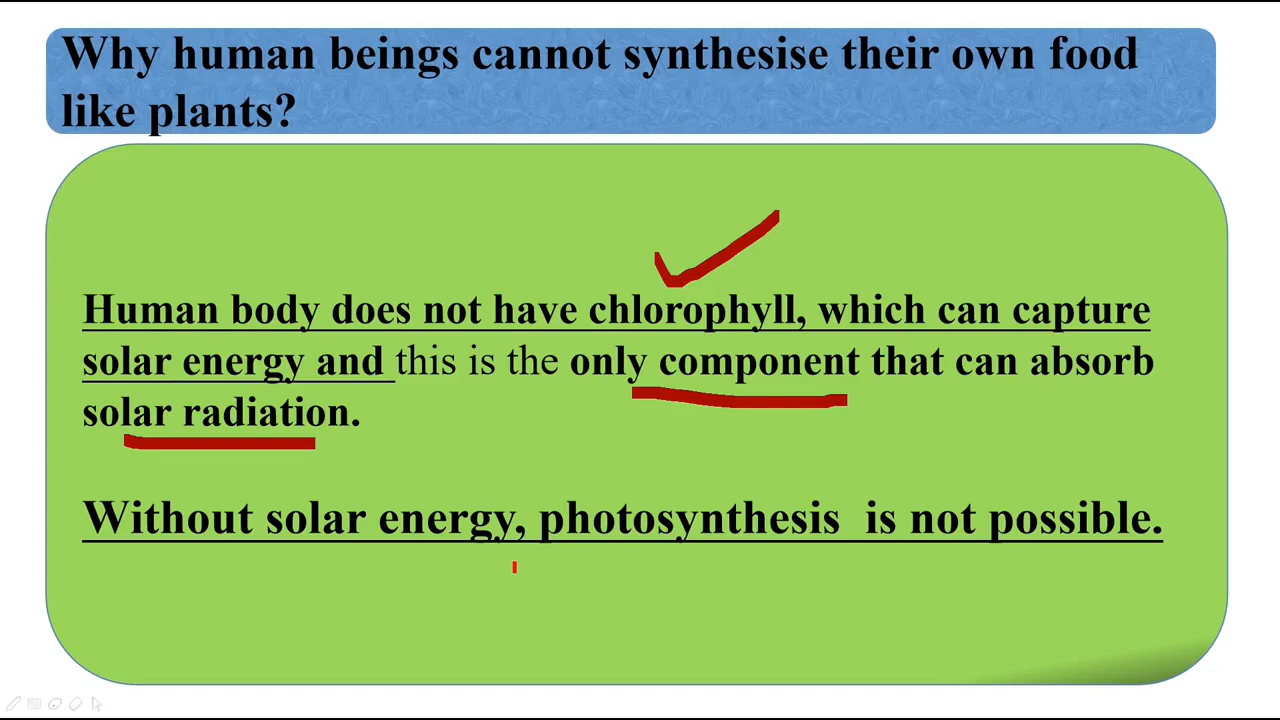 Why human beings cannot synthesise their own food
like plants?
Human body does not have chlorophyll, which can capture
solar energy and this is the only component that can absorb
solar radiation.
Without solar energy, photosynthesis is not possible.